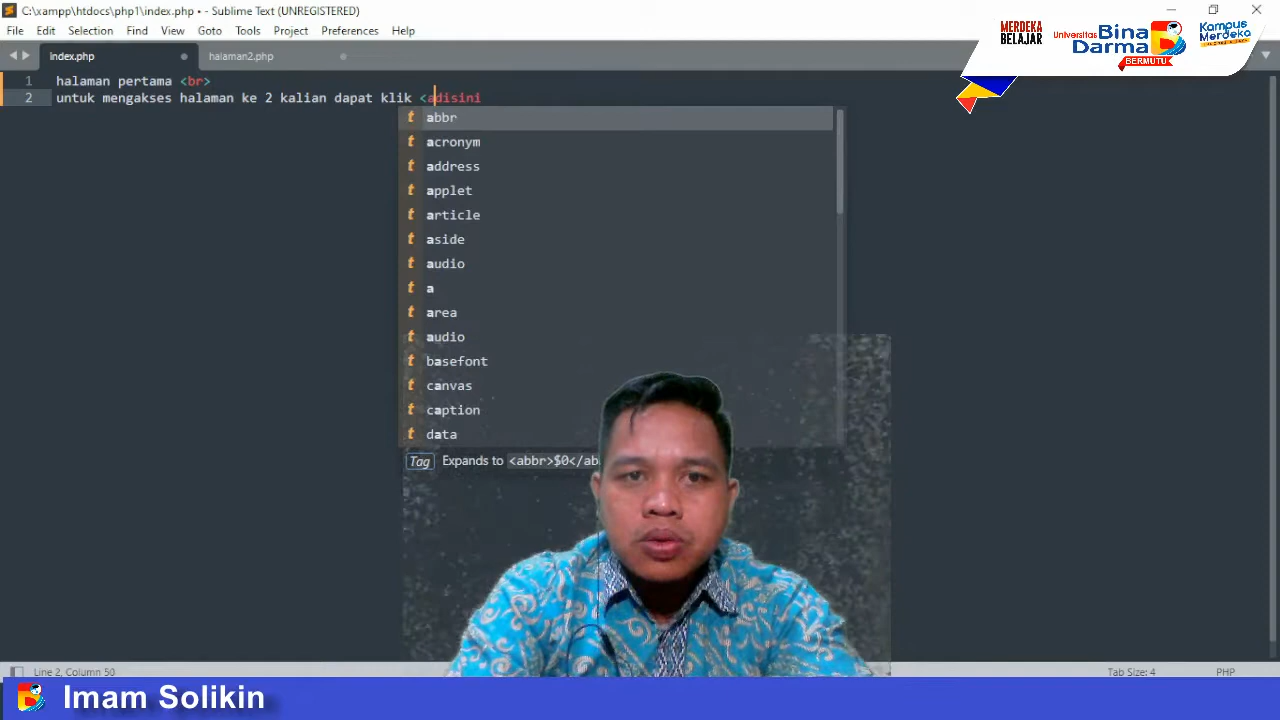 C:\xampp\htdocs\php1\index.php • - Sublime Text (UNREGISTERED)
File Edit Selection Find View Goto Tools Project Preferences Help
MERDEKA BELAJAR
Universitas Bina Darma
BERMUTU
Kampus Merdeka
index.php
halaman2.php
1 halaman pertama <br>
2 untuk mengakses halaman ke 2 kalian dapat klik <adisini
t abbr
t acronym
t address
t applet
t article
t aside
t audio
t a
t area
t audio
t basefont
t canvas
t caption
t data
Tag Expands to <abbr>$0</ab
Line 2, Column 50
Tab Size: 4
PHP
Imam Solikin